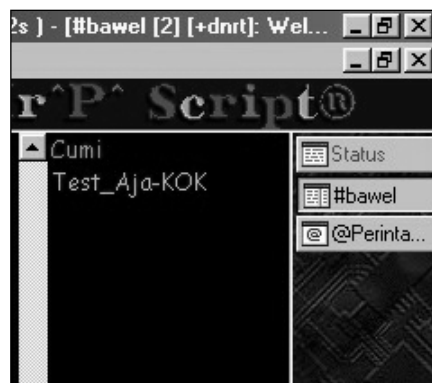 2s ) - [#bawel [2] [+dnrt]: Wel...
r^P^ Script®
Cumi
Test_Aja-KOK
Status
#bawel
@Perinta...